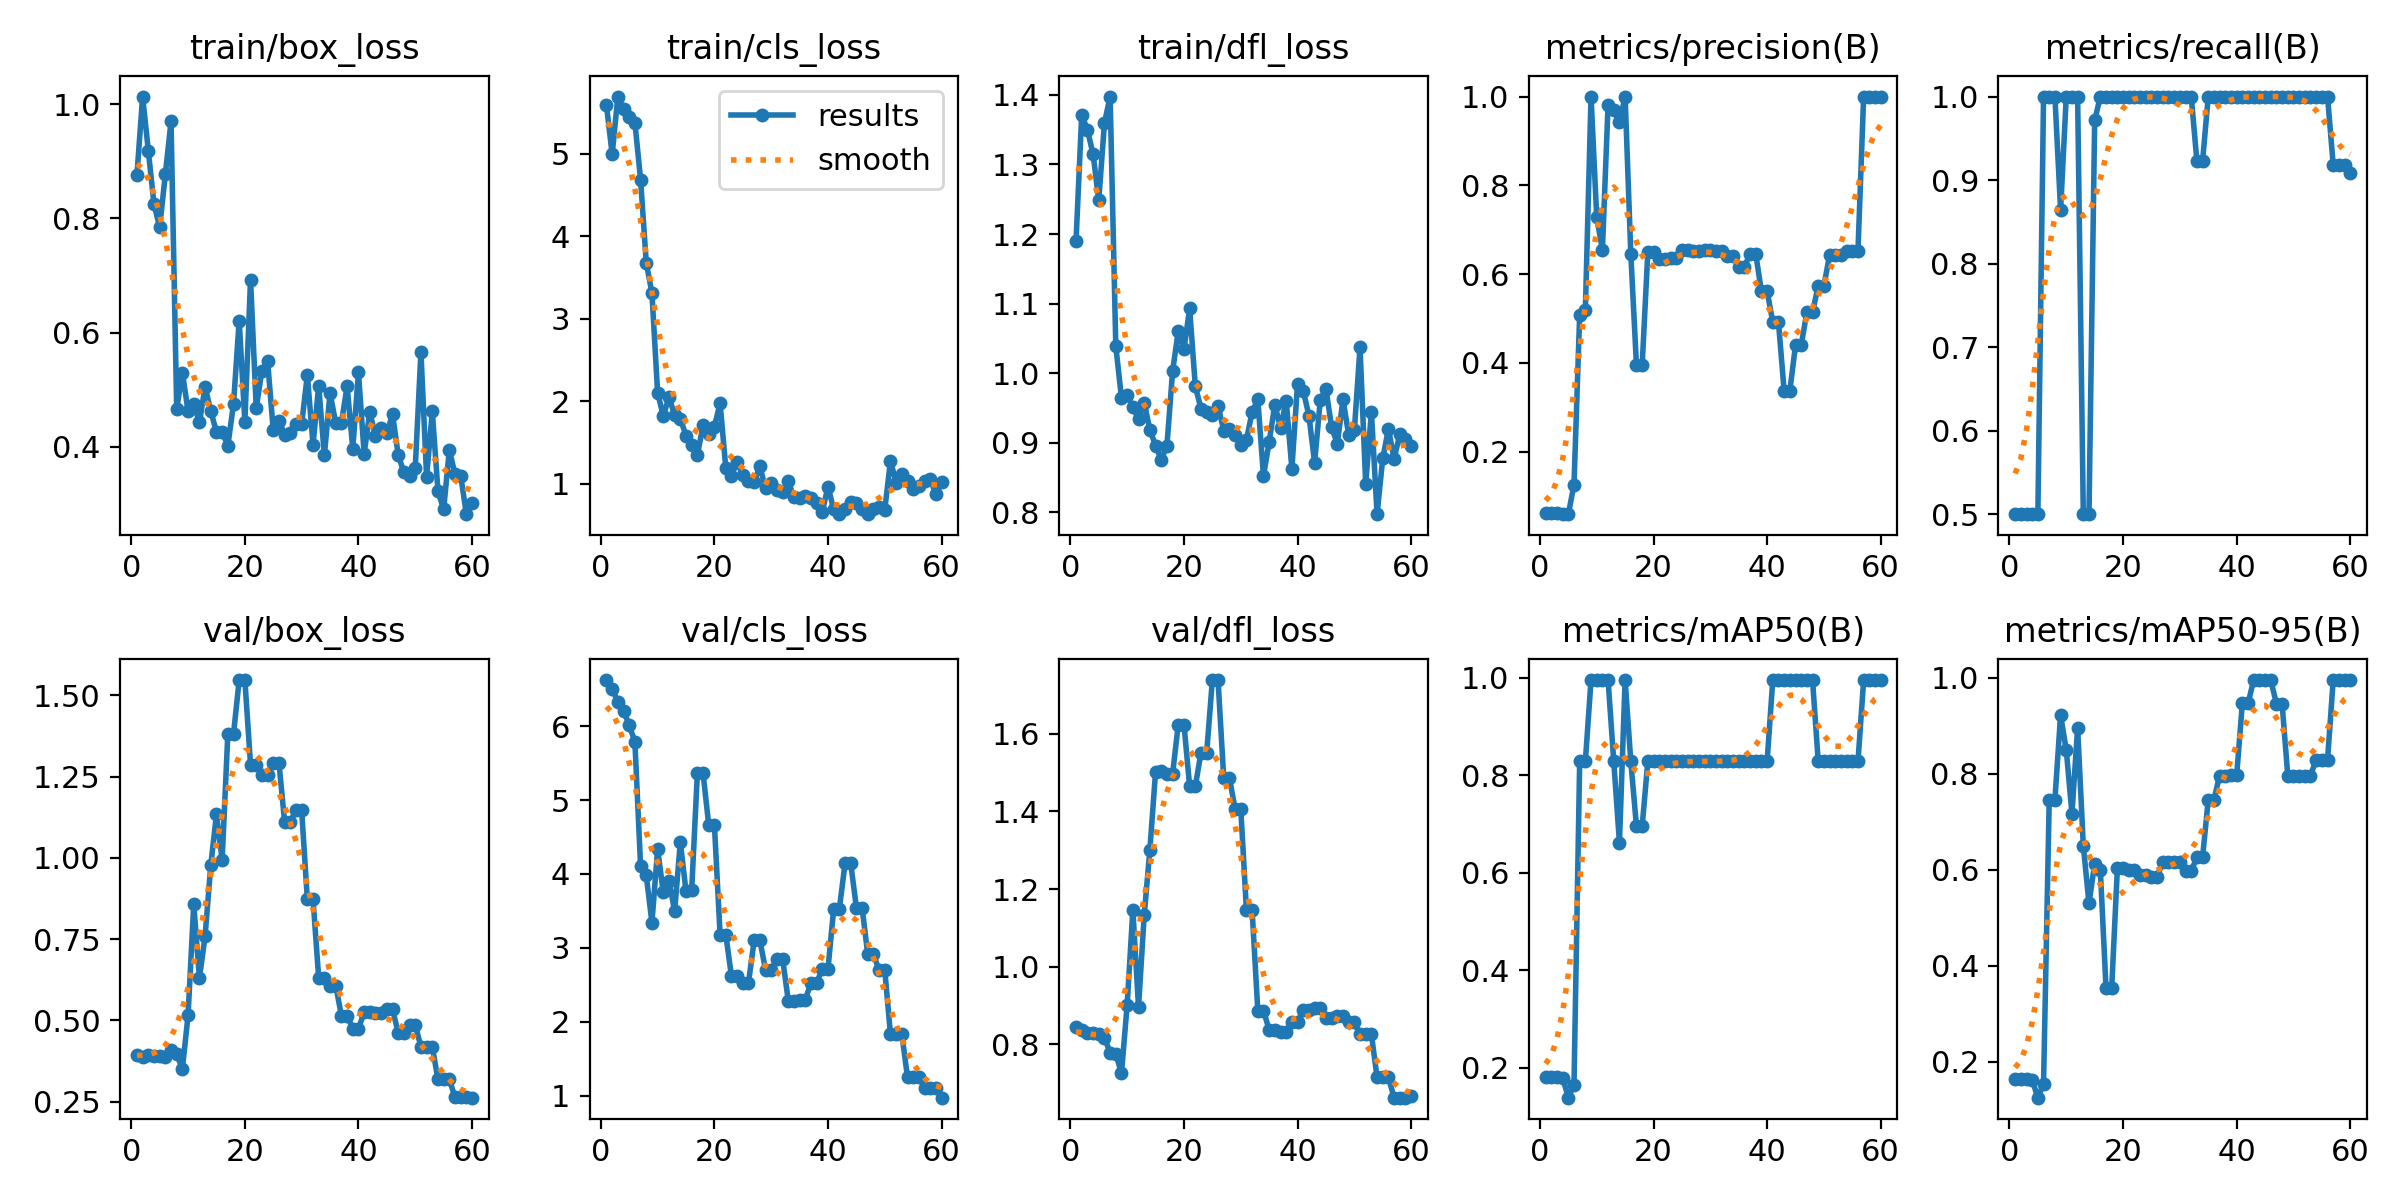 train/box_loss
train/cls_loss
train/dfl_loss
metrics/precision(B)
metrics/recall(B)
1.0
0.8
0.6
0.4
0 20 40 60
5
4
3
2
1
results
smooth
0 20 40 60
1.4
1.3
1.2
1.1
1.0
0.9
0.8
0 20 40 60
1.0
0.8
0.6
0.4
0.2
0 20 40 60
1.0
0.9
0.8
0.7
0.6
0.5
0 20 40 60
val/box_loss
val/cls_loss
val/dfl_loss
metrics/mAP50(B)
metrics/mAP50-95(B)
1.50
1.25
1.00
0.75
0.50
0.25
0 20 40 60
6
5
4
3
2
1
0 20 40 60
1.6
1.4
1.2
1.0
0.8
0 20 40 60
1.0
0.8
0.6
0.4
0.2
0 20 40 60
1.0
0.8
0.6
0.4
0.2
0 20 40 60